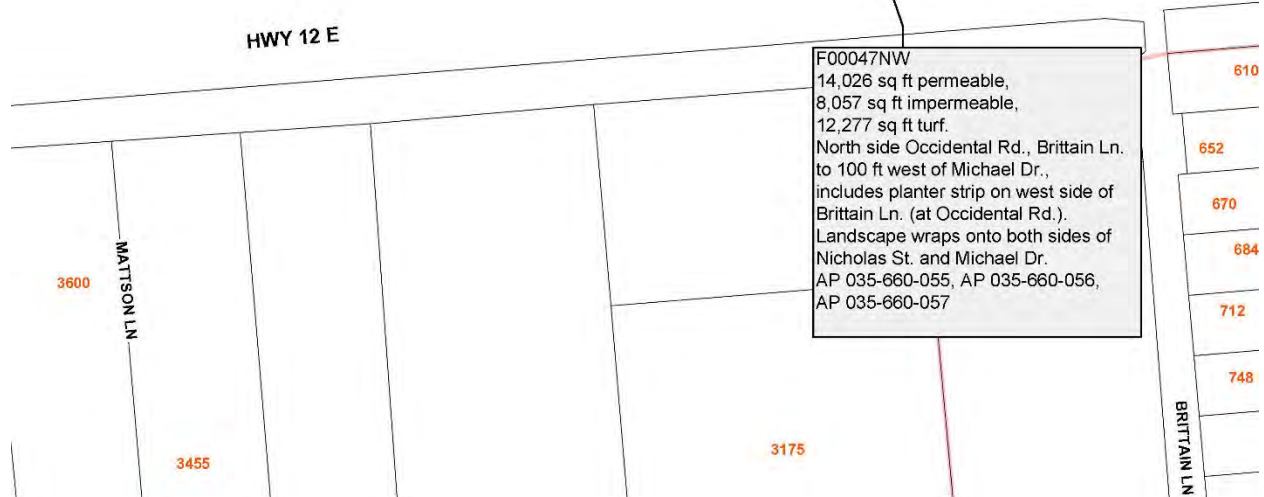 HWY 12 E
F00047NW
14,026 sq ft permeable,
8,057 sq ft impermeable,
12,277 sq ft turf.
North side Occidental Rd., Brittain Ln.
to 100 ft west of Michael Dr.,
includes planter strip on west side of
Brittain Ln. (at Occidental Rd.).
Landscape wraps onto both sides of
Nicholas St. and Michael Dr.
AP 035-660-055, AP 035-660-056,
AP 035-660-057
610
652
670
684
712
748
3600
MATTSON LN
3455
3175
BRITTAIN LN